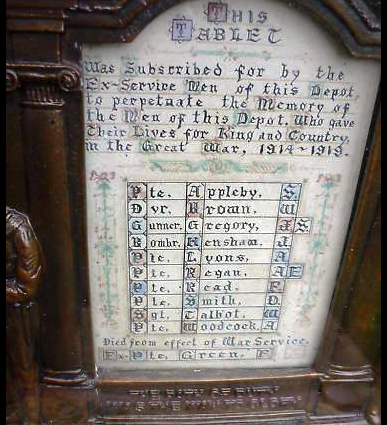 This
Tablet
Was Subscribed for by the
Ex-Service Men of this Depot,
to perpetuate the Memory of
the Men of this Depot. Who gave
Their Lives for King and Country,
in the Great War, 1914-1919.
Pte. Appleby, S.
Dvr. Brown, W
Gunner. Gregory, JS.
Bombr. Henshaw, J.
Pte. Lyons, A
Pte. Regan, AE
Pte. Read, F.
Pte. Smith, D.
Sgt. Talbot, W
Pte. Woodcock, A
Died from effect of War Service.
Ex-Pte, Green, F